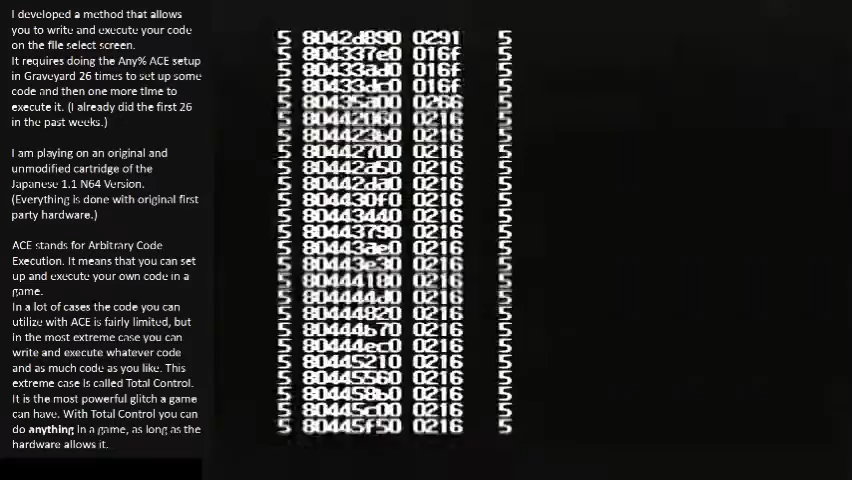 I developed a method that allows
you to write and execute your code
on the file select screen.
It requires doing the Any% ACE setup
in Graveyard 26 times to set up some
code and then one more time to
execute it. (I already did the first 26
in the past weeks.)
I am playing on an original and
unmodified cartridge of the
Japanese 1.1 N64 Version.
(Everything is done with original first
party hardware.)
ACE stands for Arbitrary Code
Execution. It means that you can set
up and execute your own code in a
game.
In a lot of cases the code you can
utilize with ACE is fairly limited, but
in the most extreme case you can
write and execute whatever code
and as much code as you like. This
extreme case is called Total Control.
It is the most powerful glitch a game
can have. With Total Control you can
do anything in a game, as long as the
hardware allows it.
5 8042d890 0291 5
5 804337e0 016f 5
5 80433ad0 016f 5
5 80433dc0 016f 5
5 80435a00 0266 5
5 80442060 0216 5
5 804423b0 0216 5
5 80442700 0216 5
5 80442a50 0216 5
5 80442da0 0216 5
5 804430f0 0216 5
5 80443440 0216 5
5 80443790 0216 5
5 80443ae0 0216 5
5 80443e30 0216 5
5 80444180 0216 5
5 804444d0 0216 5
5 80444820 0216 5
5 80444b70 0216 5
5 80444ec0 0216 5
5 80445210 0216 5
5 80445560 0216 5
5 804458b0 0216 5
5 80445c00 0216 5
5 80445f50 0216 5